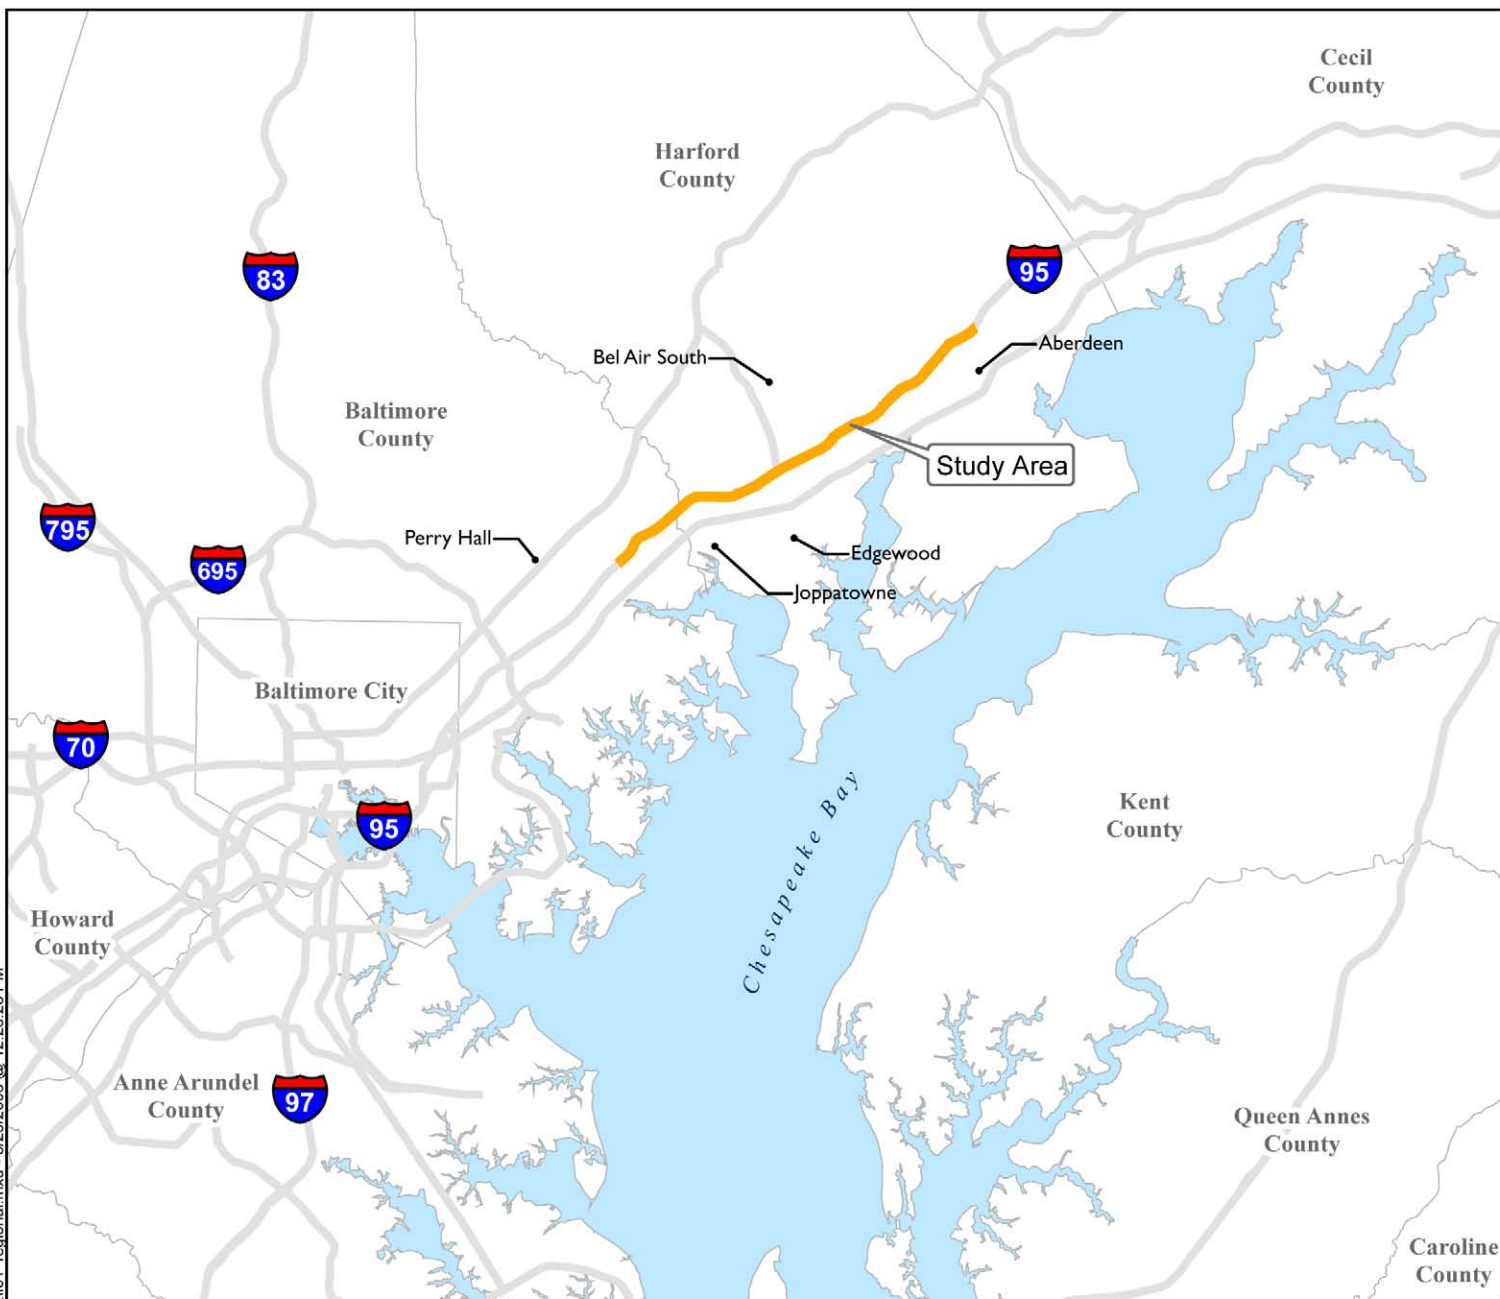 Cecil
County
Harford
County
83
95
Bel Air South
Aberdeen
Baltimore
County
Study Area
795
695
Perry Hall
Edgewood
Joppatowne
Baltimore City
70
95
Chesapeake Bay
Kent
County
Howard
County
Anne Arundel
County
97
Queen Annes
County
Caroline
County